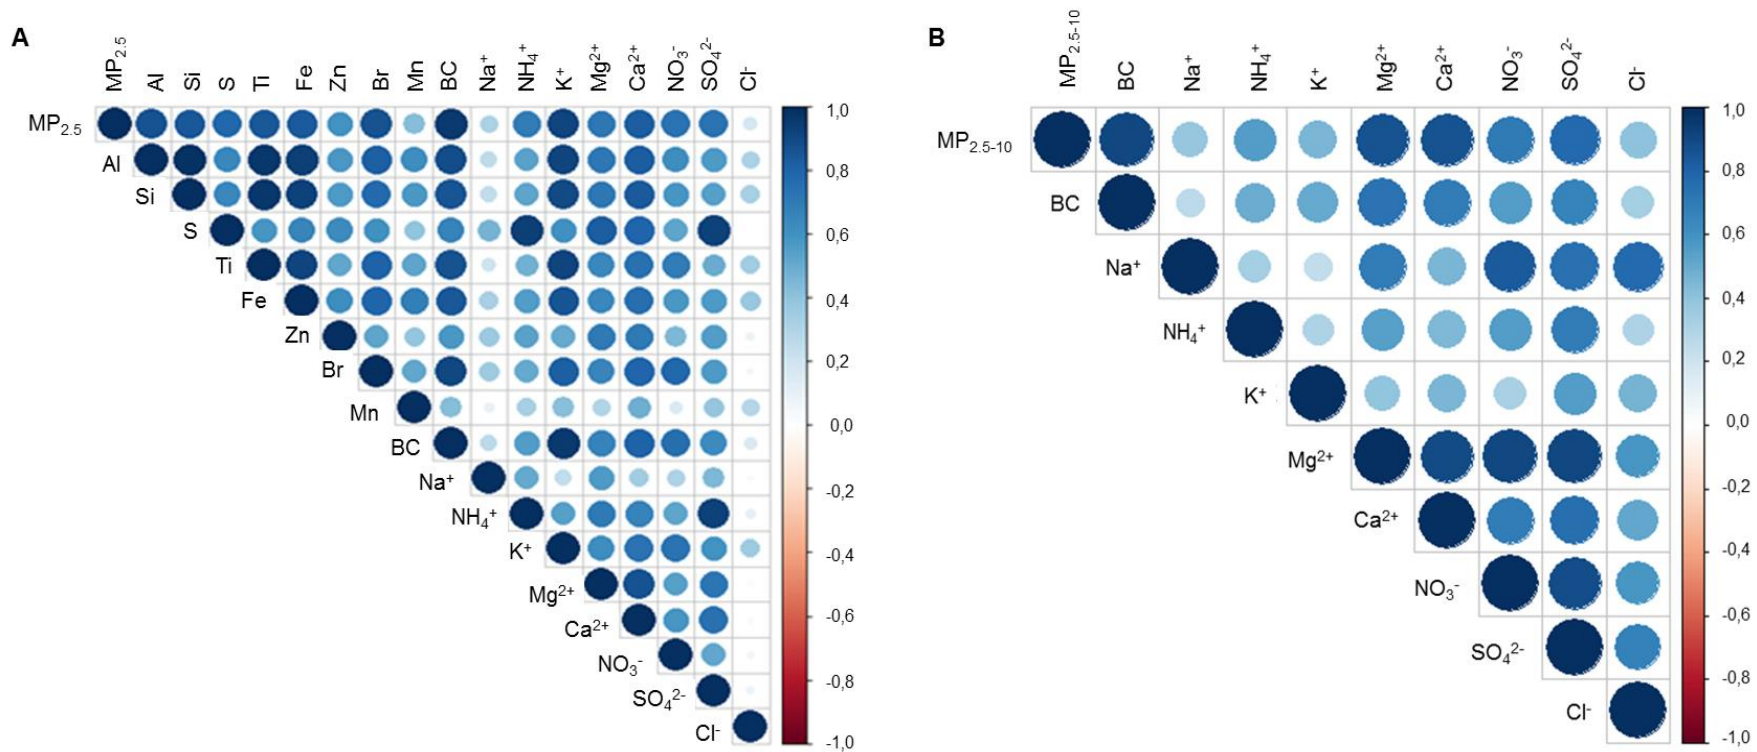 A
MP2.5 Al Si S Ti Fe Zn Br Mn BC Na+ NH4+ K+ Mg2+ Ca2+ NO3- SO42- Cl-
MP2.5
Al
Si
S
Ti
Fe
Zn
Br
Mn
BC
Na+
NH4+
K+
Mg2+
Ca2+
NO3-
SO42-
Cl-
1,0
0,8
0,6
0,4
0,2
0,0
-0,2
-0,4
-0,6
-0,8
-1,0
B
MP2.5-10 BC Na+ NH4+ K+ Mg2+ Ca2+ NO3- SO42- Cl-
MP2.5-10
BC
Na+
NH4+
K+
Mg2+
Ca2+
NO3-
SO42-
Cl-
1,0
0,8
0,6
0,4
0,2
0,0
-0,2
-0,4
-0,6
-0,8
-1,0